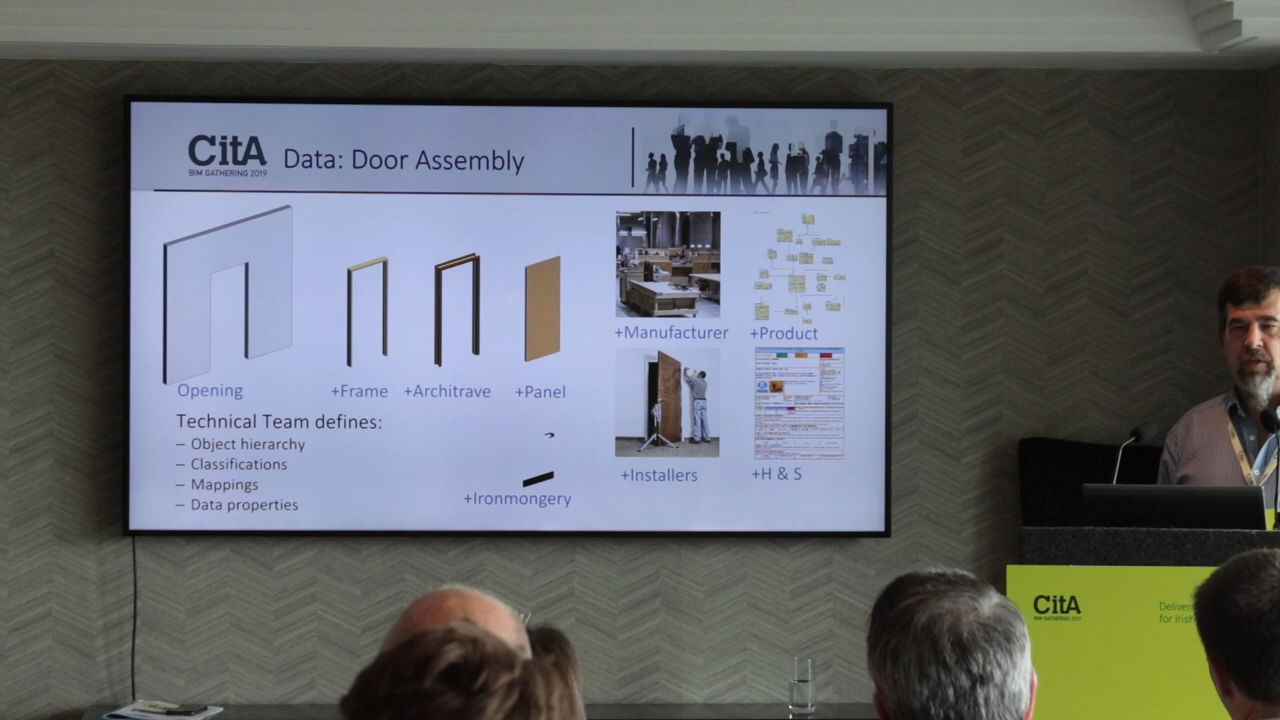 CitA
BIM GATHERING 2019
Data: Door Assembly
Opening
+Frame
+Architrave
+Panel
+Manufacturer
+Product
Technical Team defines:
– Object hierarchy
– Classifications
– Mappings
– Data properties
+Ironmongery
+Installers
+H & S
CitA
BIM GATHERING 2019
for Irish